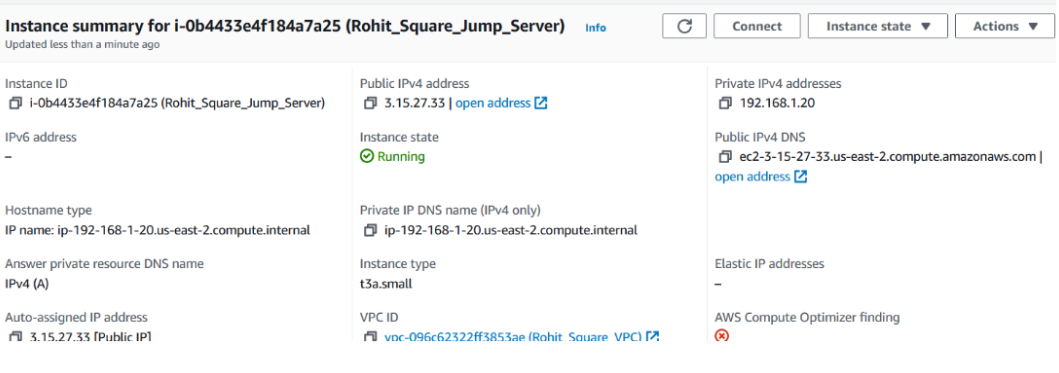 Instance summary for i-0b4433e4f184a7a25 (Rohit_Square_Jump_Server) Info
Connect
Instance state ▼
Actions ▼
Updated less than a minute ago
Instance ID
i-0b4433e4f184a7a25 (Rohit_Square_Jump_Server)
Public IPv4 address
3.15.27.33 | open address
Private IPv4 addresses
192.168.1.20
IPv6 address
–
Instance state
Running
Public IPv4 DNS
ec2-3-15-27-33.us-east-2.compute.amazonaws.com |
open address
Hostname type
IP name: ip-192-168-1-20.us-east-2.compute.internal
Private IP DNS name (IPv4 only)
ip-192-168-1-20.us-east-2.compute.internal
Answer private resource DNS name
IPv4 (A)
Instance type
t3a.small
Elastic IP addresses
–
Auto-assigned IP address
3.15.27.33 [Public IP]
VPC ID
vpc-096c62322ff3853ae (Rohit_Square_VPC)
AWS Compute Optimizer finding